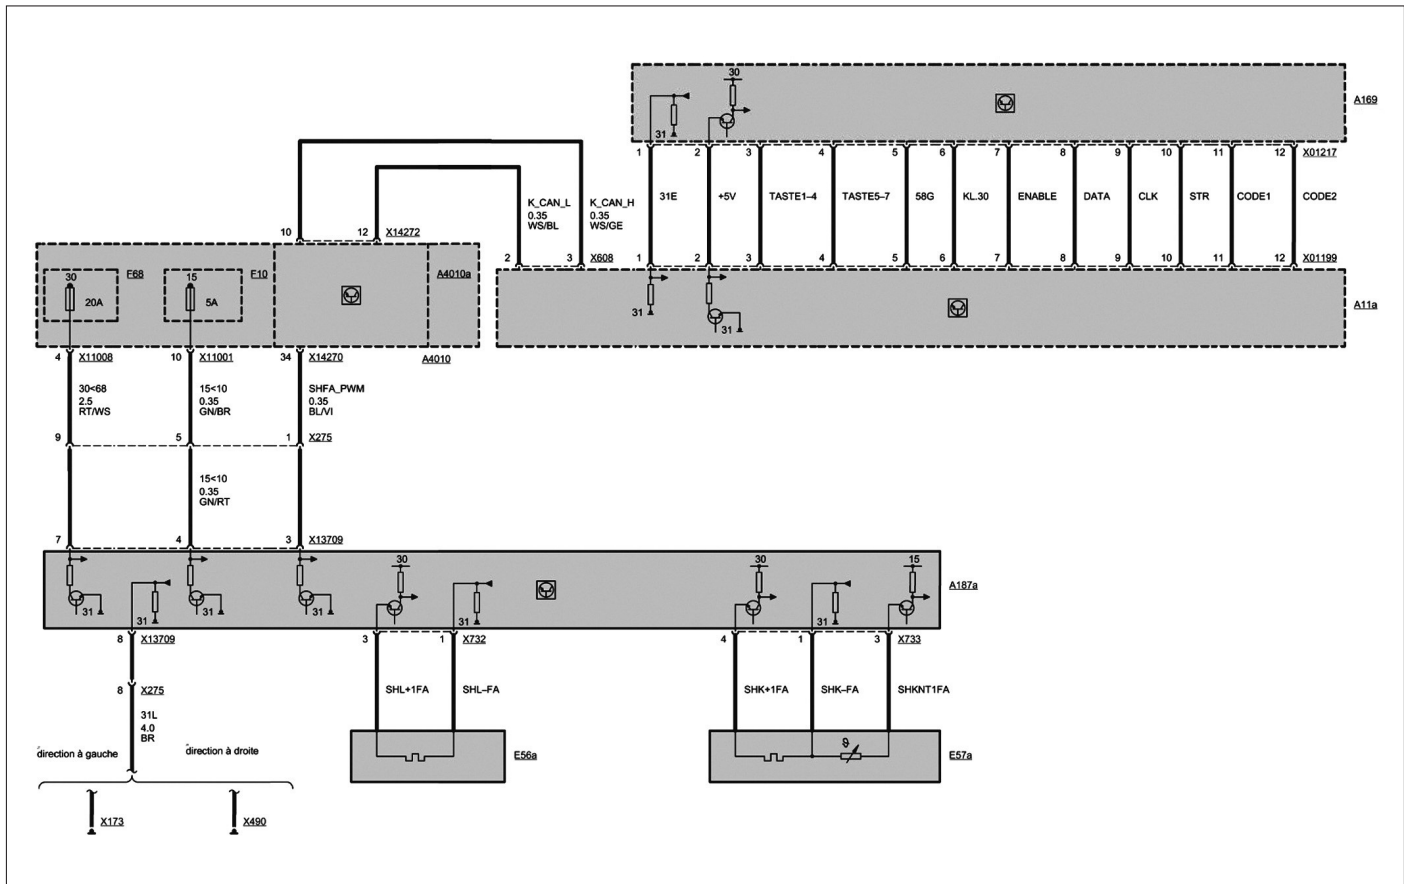 30
A169
31
1 2 3 4 5 6 7 8 9 10 11 12 X01217
31E +5V TASTE1–4 TASTE5–7 58G KL.30 ENABLE DATA CLK STR CODE1 CODE2
K_CAN_L
0.35
WS/BL
K_CAN_H
0.35
WS/GE
10 12 X14272
2 3 X608
1 2 3 4 5 6 7 8 9 10 11 12 X01199
30 F68 15 F10 A4010a
20A 5A
31 31 A11a
4 X11008 10 X11001 34 X14270 A4010
30<68
2.5
RT/WS
15<10
0.35
GN/BR
SHFA_PWM
0.35
BL/VI
9 5 1 X275
15<10
0.35
GN/RT
7 4 3 X13709
30 30 15
A187a
31 31 31 31 31 31
8 X13709 3 1 X732 4 1 3 X733
8 X275
SHL+1FA SHL–FA SHK+1FA SHK–FA SHKNT1FA
31L
4.0
BR
direction à gauche direction à droite
E56a ϑ E57a
X173 X490